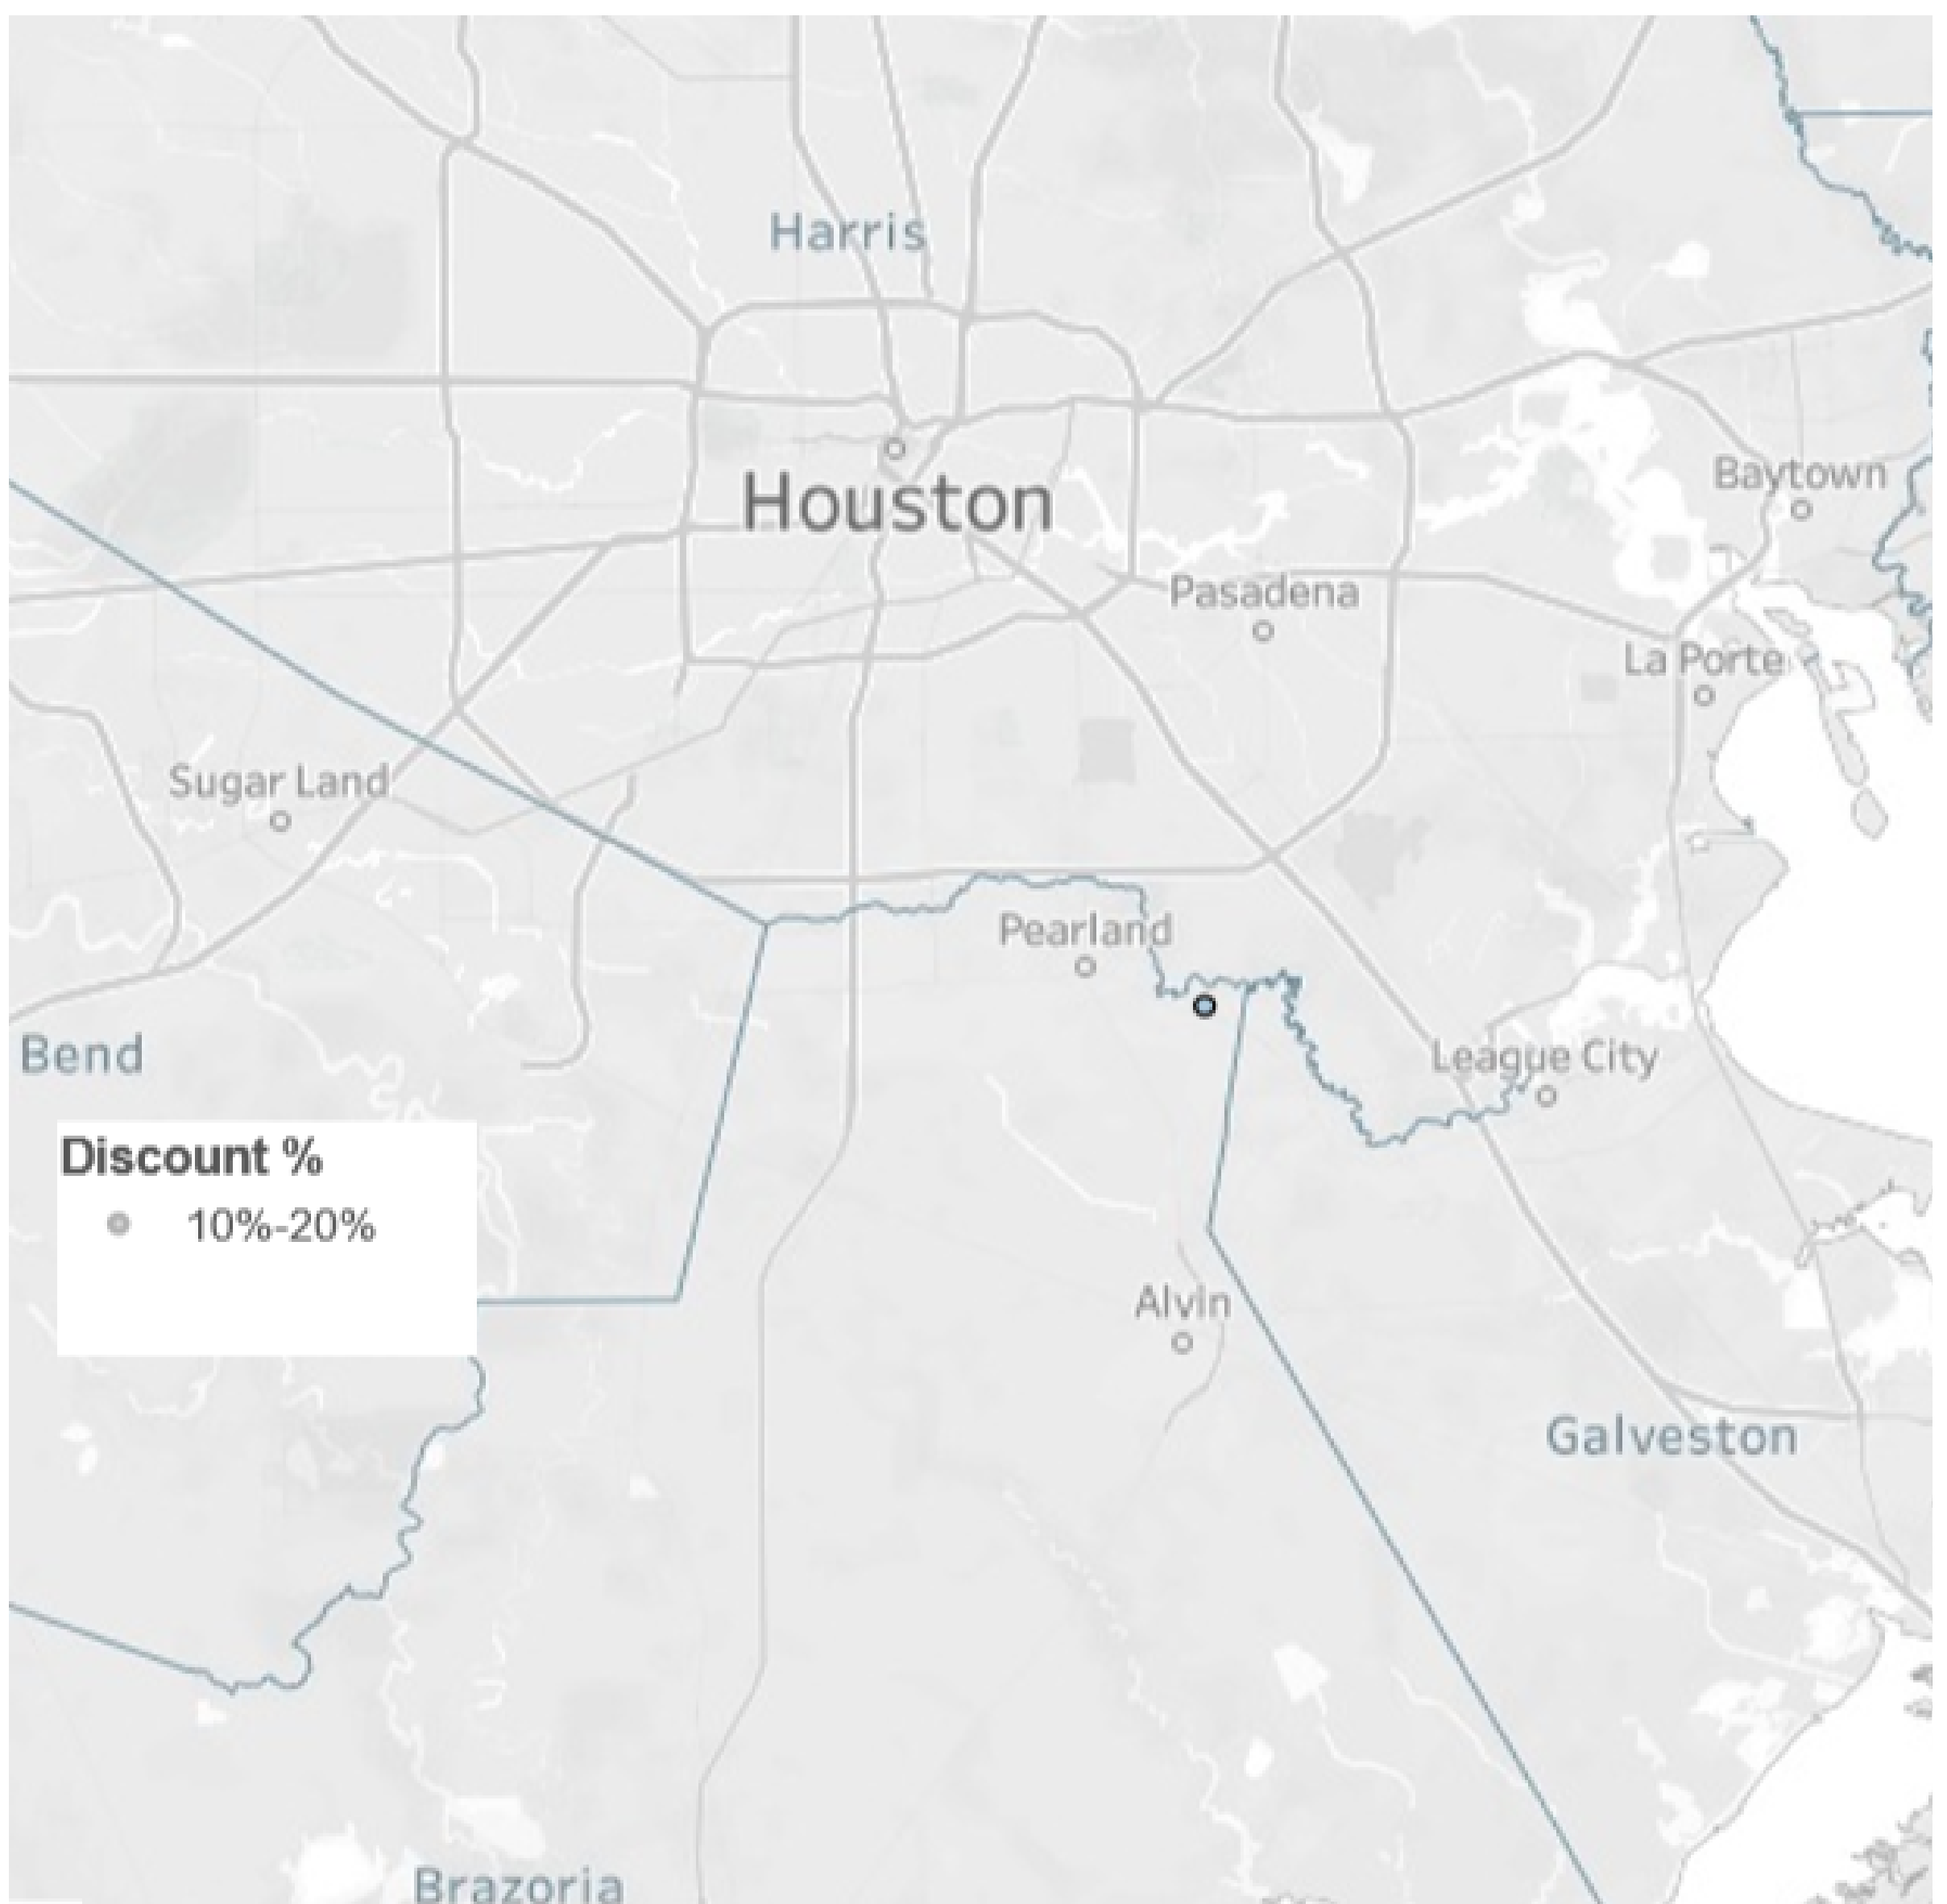 Harris
Houston
Baytown
Pasadena
La Porte
Sugar Land
Pearland
Bend
League City
Discount %
10%-20%
Alvin
Galveston
Brazoria